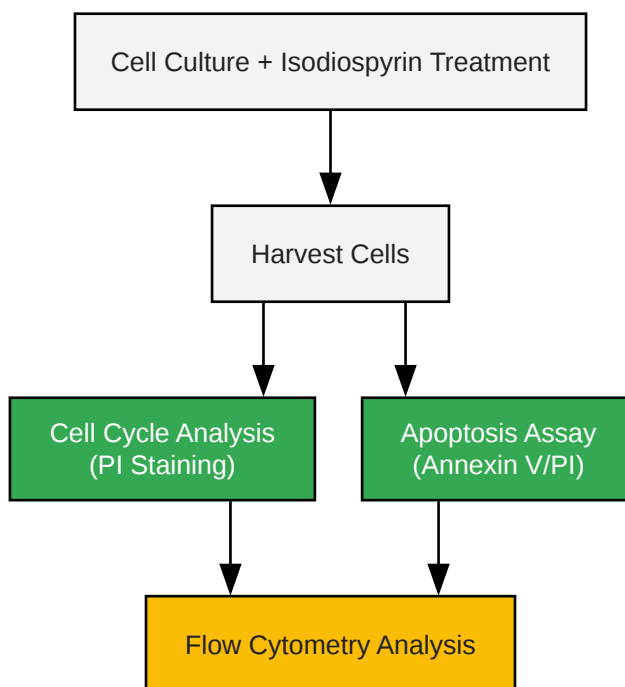 Cell Culture + Isodiospyrin Treatment
Harvest Cells
Cell Cycle Analysis
(PI Staining)
Apoptosis Assay
(Annexin V/PI)
Flow Cytometry Analysis